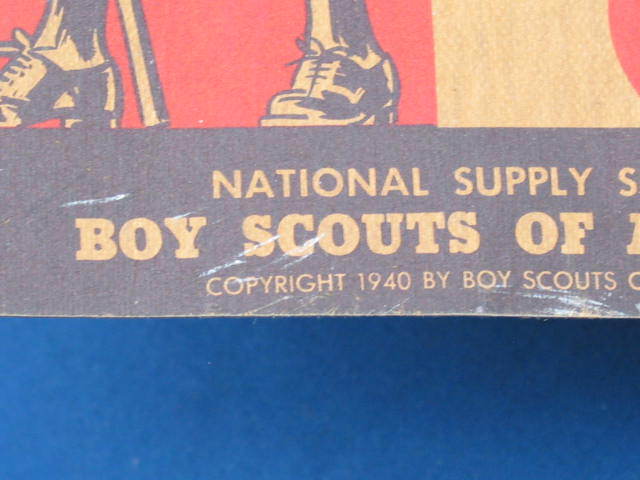 NATIONAL SUPPLY S
BOY SCOUTS OF
COPYRIGHT 1940 BY BOY SCOUTS